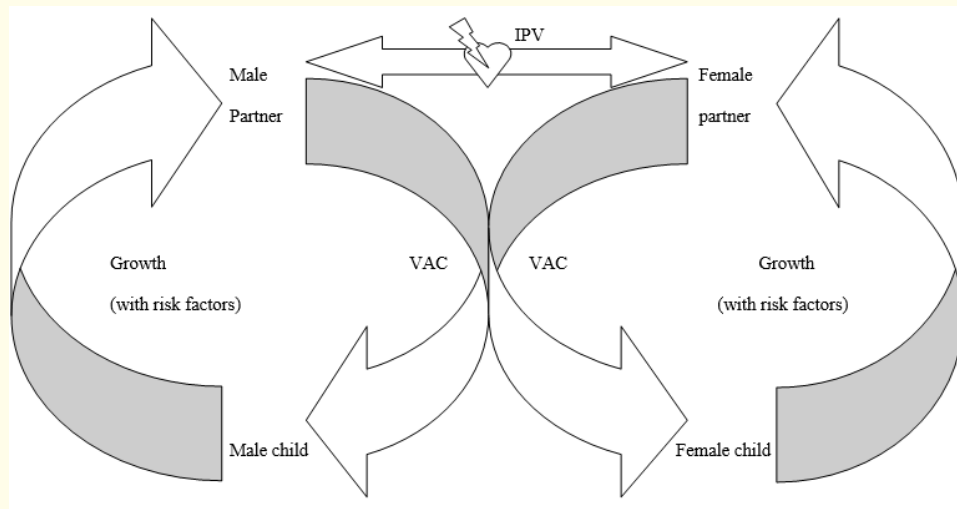 IPV
Male
Partner
Female
partner
Growth
(with risk factors)
VAC
VAC
Growth
(with risk factors)
Male child
Female child